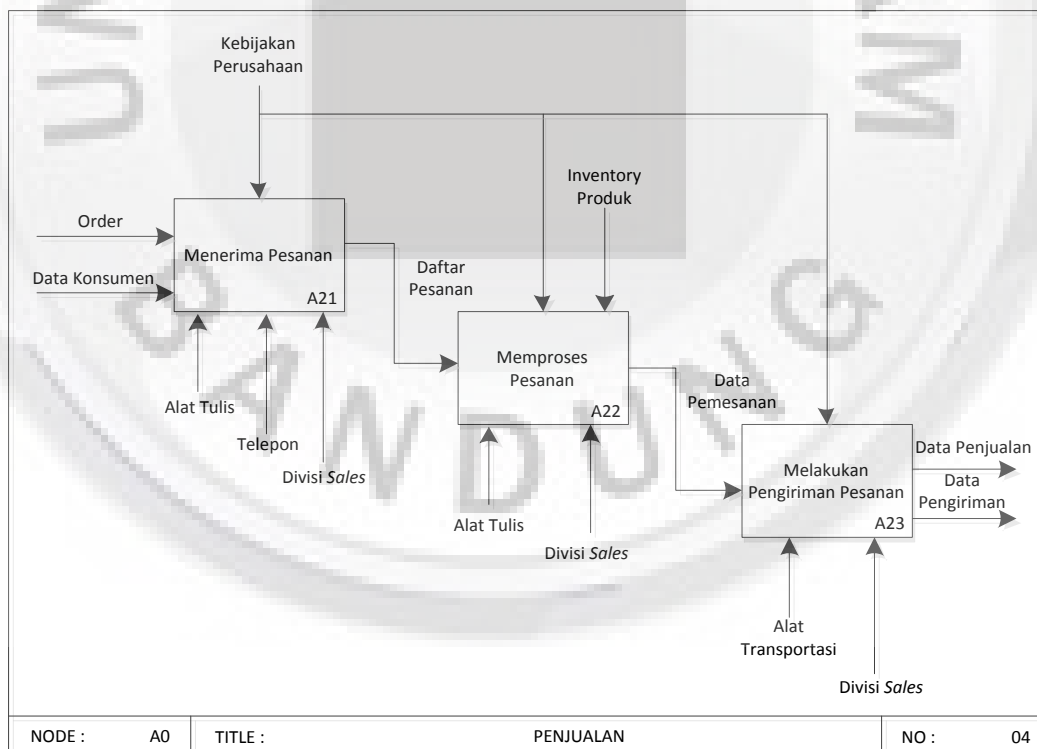 Kebijakan
Perusahaan
Inventory
Produk
Order
Data Konsumen
Menerima Pesanan
A21
Daftar
Pesanan
Alat Tulis
Telepon
Divisi Sales
Memproses
Pesanan
A22
Data
Pemesanan
Alat Tulis
Divisi Sales
Melakukan
Pengiriman Pesanan
A23
Data Penjualan
Data
Pengiriman
Alat
Transportasi
Divisi Sales
NODE : A0 TITLE : PENJUALAN NO : 04
BANDUNG